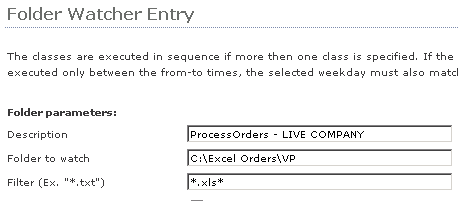 Folder Watcher Entry
The classes are executed in sequence if more then one class is specified. If the
executed only between the from-to times, the selected weekday must also matc
Folder parameters:
Description ProcessOrders - LIVE COMPANY
Folder to watch C:\Excel Orders\VP
Filter (Ex. "*.txt") *.xls*